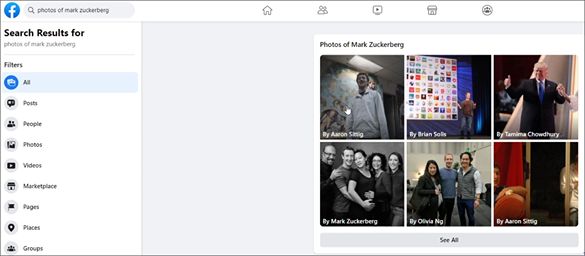 photos of mark zuckerberg
Search Results for
photos of mark zuckerberg
Filters
All
Posts
People
Photos
Videos
Marketplace
Pages
Places
Groups
Photos of Mark Zuckerberg
By Aaron Sittig
By Brian Solis
By Tamima Chowdhury
By Mark Zuckerberg
By Olivia Ng
By Aaron Sittig
See All